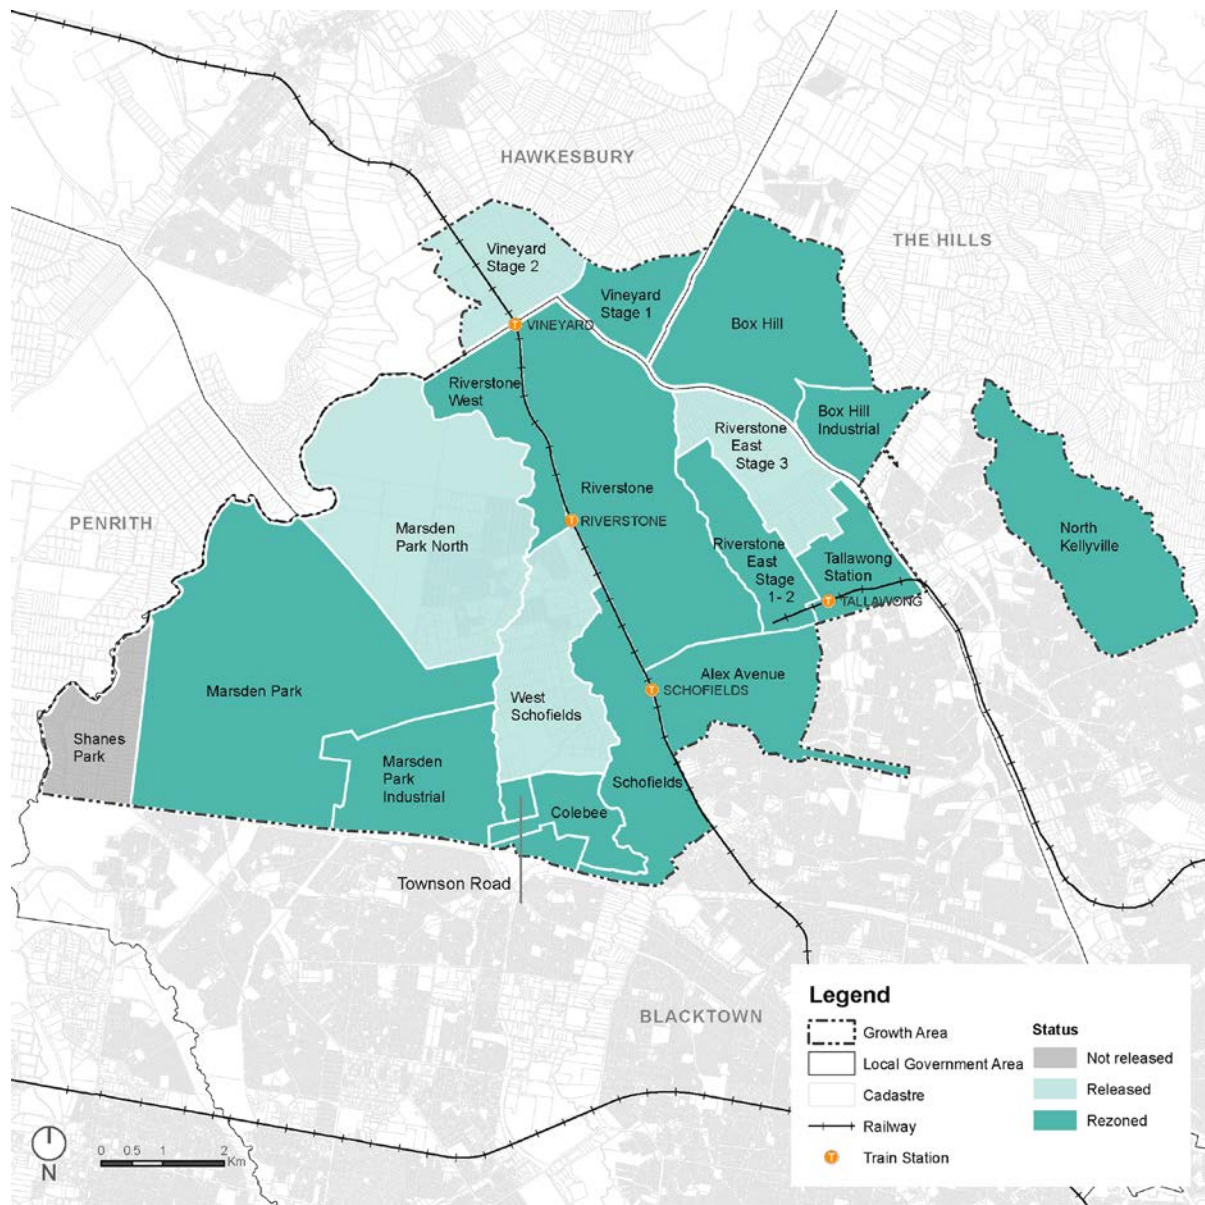 HAWKESBURY
THE HILLS
Vineyard
Stage 2
Vineyard
Stage 1
Box Hill
VINEYARD
Riverstone
West
Box Hill
Industrial
Riverstone
East
Stage 3
Riverstone
RIVERSTONE
PENRITH
Marsden
Park North
North
Kellyville
Riverstone
East
Stage
1- 2
Tallawong
Station
TALLAWONG
Alex Avenue
SCHOFIELDS
Marsden Park
West
Schofields
Shanes
Park
Marsden
Park
Industrial
Schofields
Colebee
Townson Road
BLACKTOWN
Legend
Growth Area
Local Government Area
Cadastre
Railway
T Train Station
Status
Not released
Released
Rezoned
N
0 0.5 1 2
Km